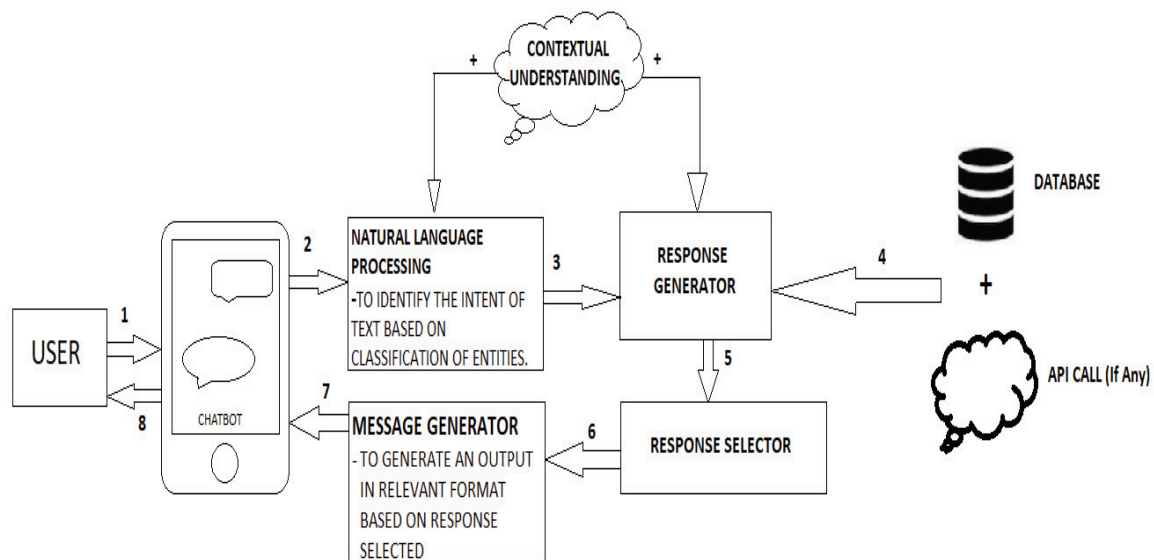 CONTEXTUAL
UNDERSTANDING
+
+
DATABASE
+
API CALL (If Any)
USER
1
8
CHATBOT
2
NATURAL LANGUAGE
PROCESSING
-TO IDENTIFY THE INTENT OF
TEXT BASED ON
CLASSIFICATION OF ENTITIES.
3
RESPONSE
GENERATOR
4
5
RESPONSE SELECTOR
6
MESSAGE GENERATOR
- TO GENERATE AN OUTPUT
IN RELEVANT FORMAT
BASED ON RESPONSE
SELECTED
7